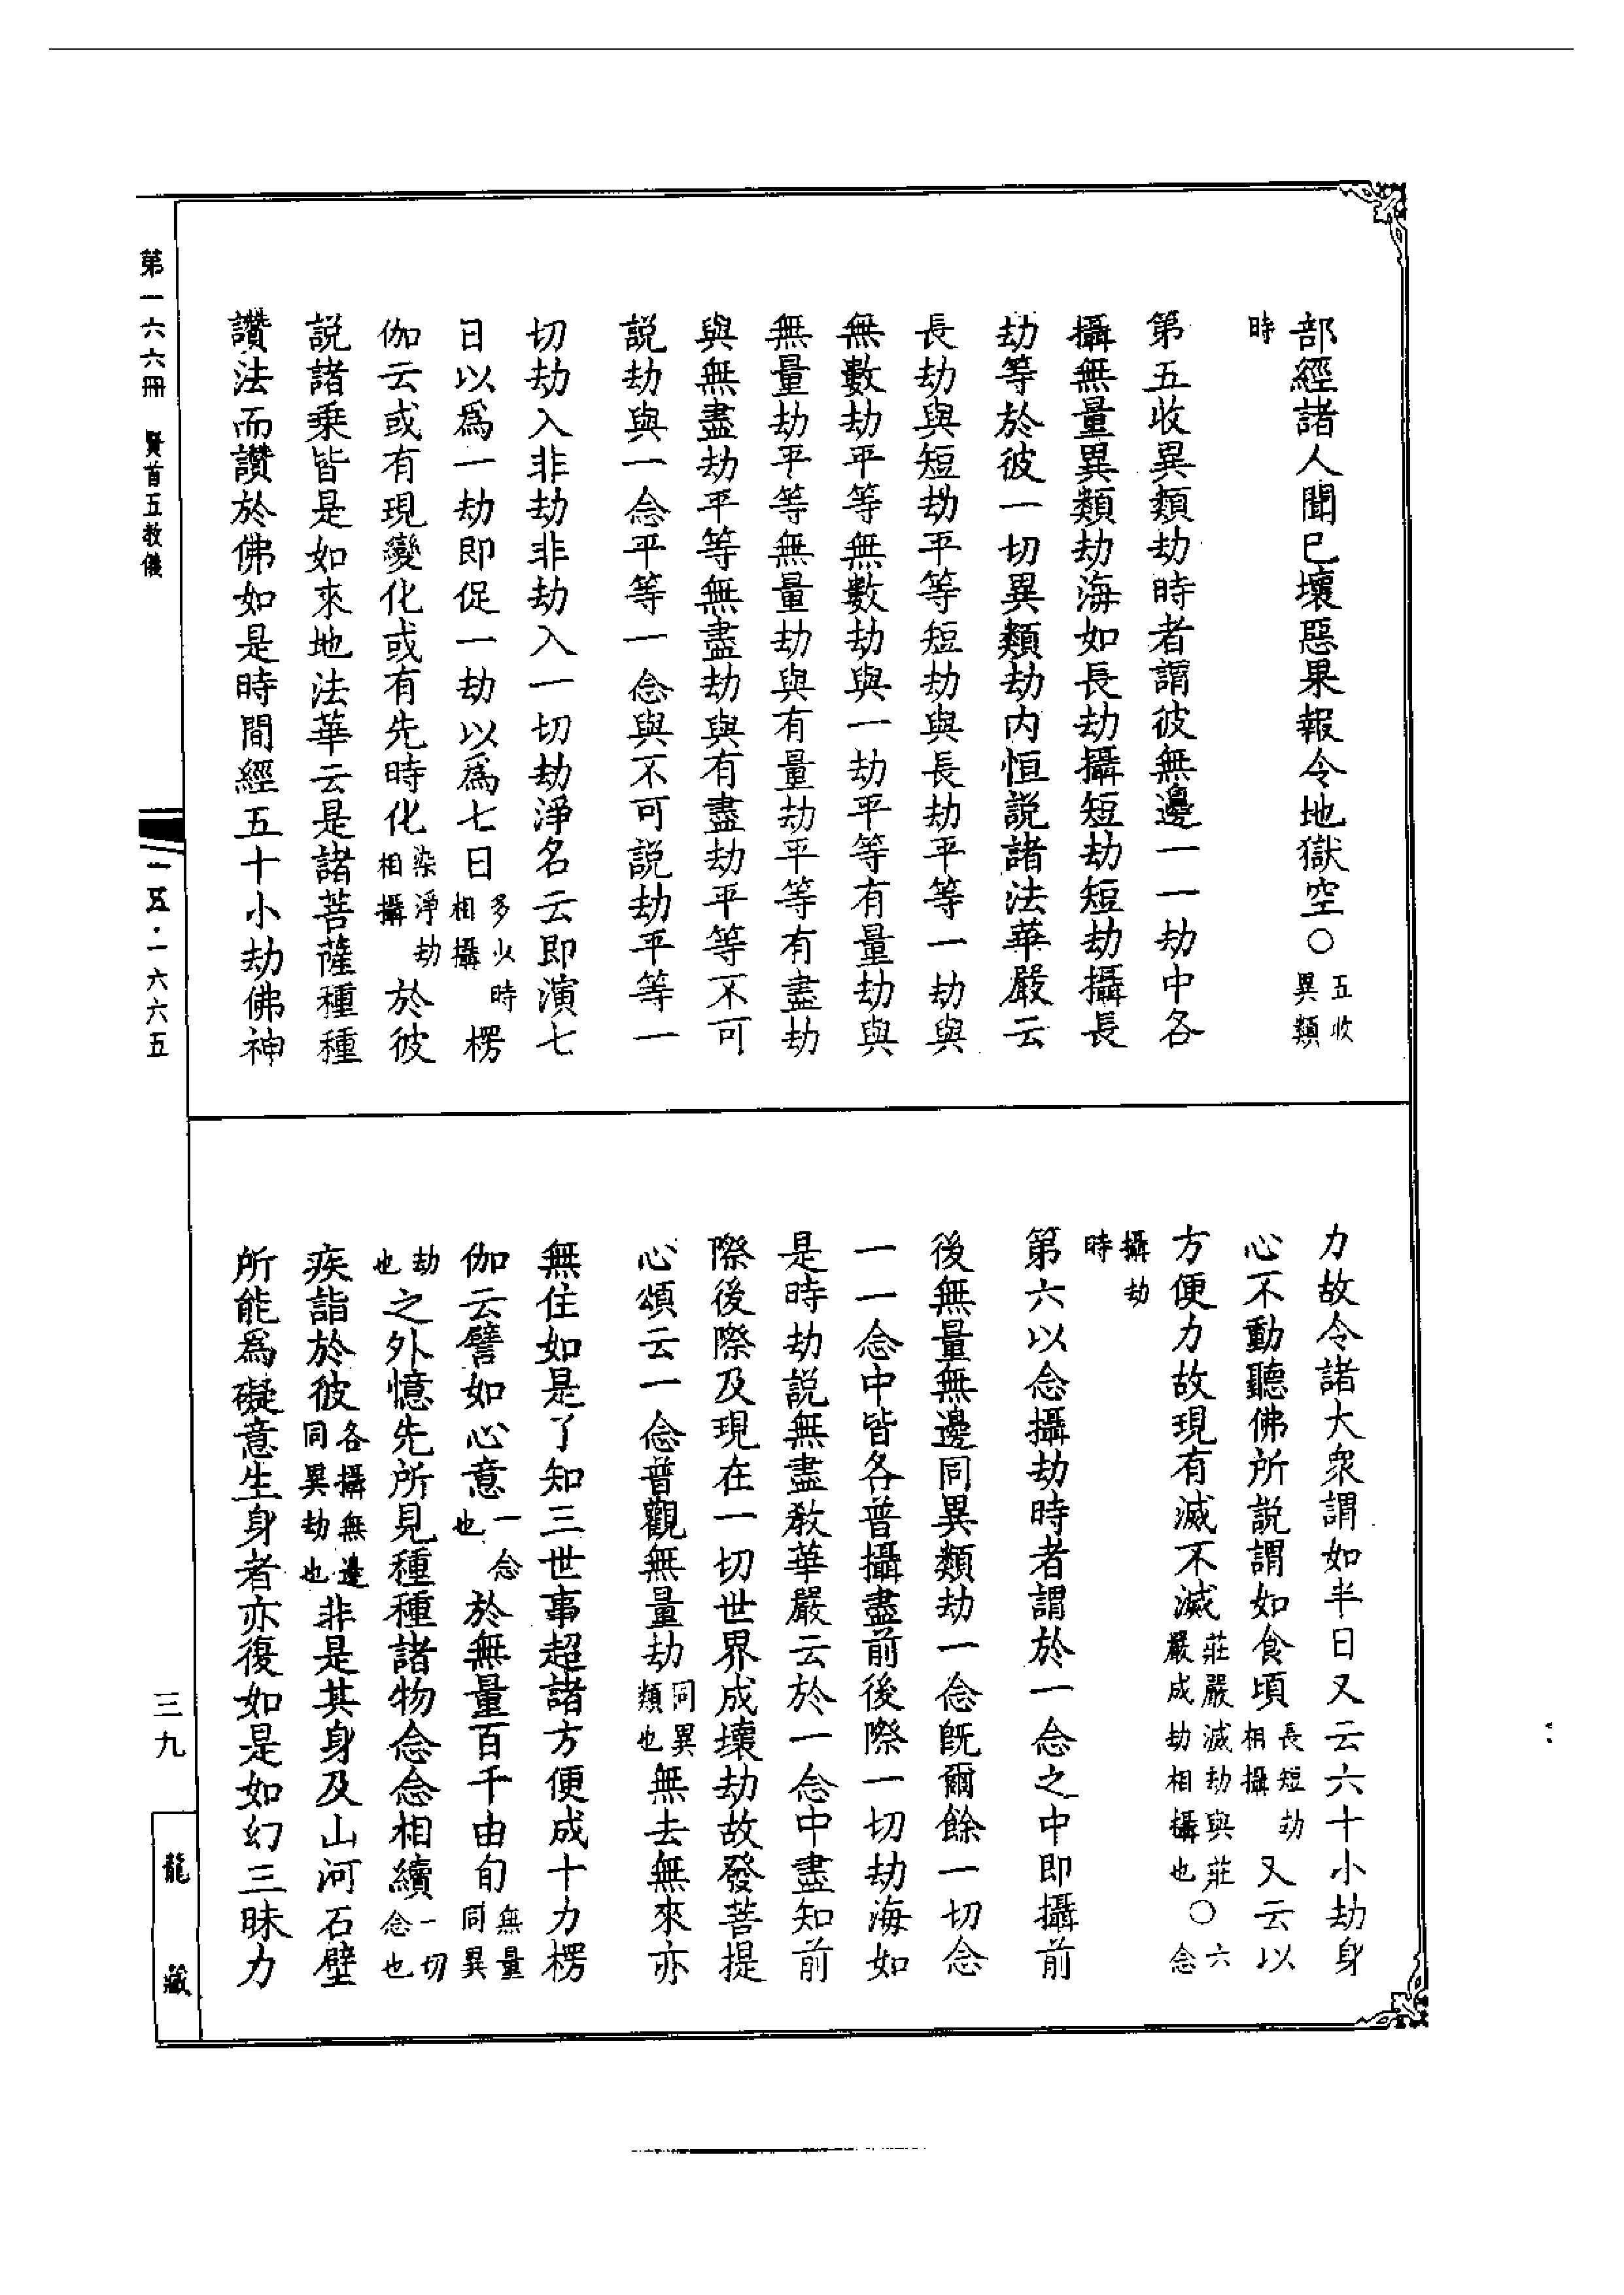 部經諸人聞已壞惡果報令地獄空○五收異類
時
第五收異類劫時者謂彼無邊一一劫中各
攝無量異類劫海如長劫攝短劫短劫攝長
劫等於彼一切異類劫内恒説諸法華嚴云
長劫與短劫平等短劫與長劫平等一劫與
無數劫平等無數劫與一劫平等有量劫與
無量劫平等無量劫與有量劫平等有盡劫
與無盡劫平等無盡劫與有盡劫平等不可
説劫與一念平等一念與不可説劫平等一
切劫入非劫非劫入一切劫淨名云即演七
日以爲一劫即促一劫以爲七日多少時相攝楞
伽云或有現變化或有先時化染淨劫相攝於彼
説諸乘皆是如來地法華云是諸菩薩種種
讚法而讚於佛如是時間經五十小劫佛神
力故令諸大衆謂如半日又云六十小劫身
心不動聽佛所説謂如食頃長短劫相攝又云以
方便力故現有滅不滅莊嚴滅劫與莊嚴成劫相攝也○六念
攝劫時
第六以念攝劫時者謂於一念之中即攝前
後無量無邊同異類劫一念既爾餘一切念
一一念中皆各普攝盡前後際一切劫海如
是時劫説無盡教華嚴云於一念中盡知前
際後際及現在一切世界成壞劫故發菩提
心頌云一念普觀無量劫同異類也無去無來亦
無住如是了知三世事超諸方便成十力楞
伽云譬如心意一念也於無量百千由旬無量同異
劫也之外憶先所見種種諸物念念相續一切念也
疾詣於彼各攝無邊同異劫也非是其身及山河石壁
所能爲礙意生身者亦復如是如幻三昧力
第一六六冊　賢首五教儀
一五·一六六五
三九
龍藏